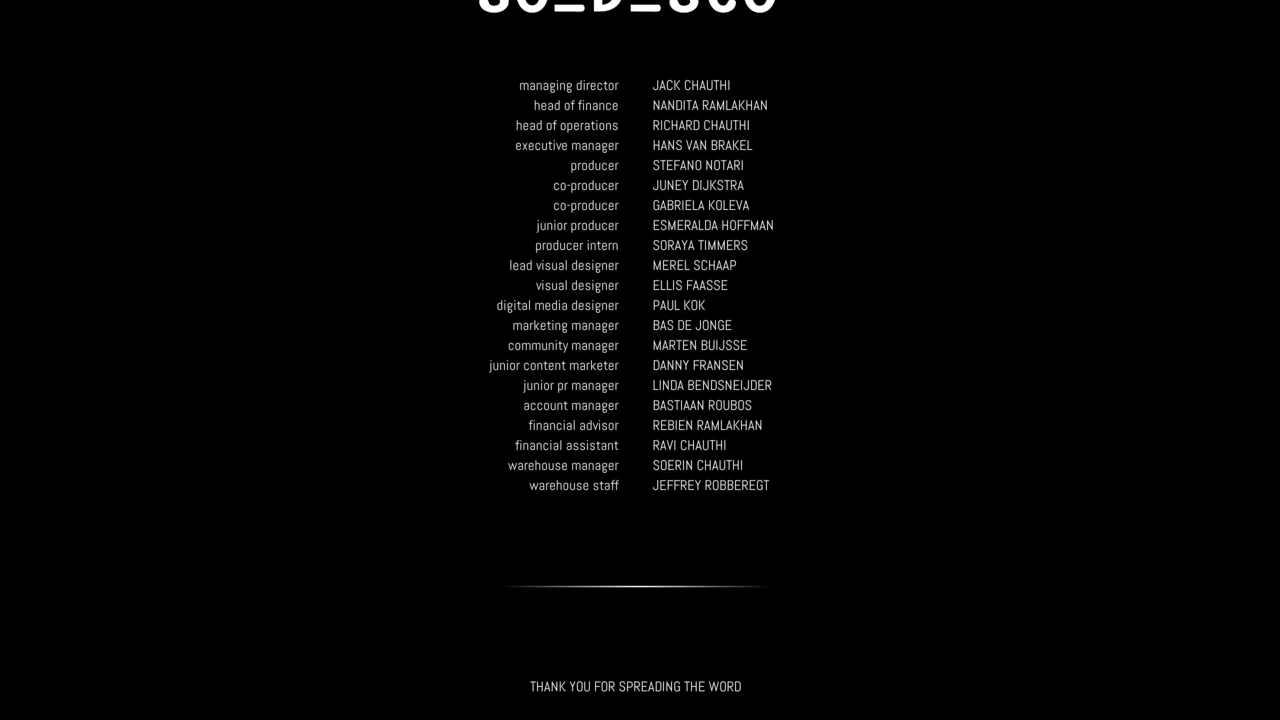 SOEDESCO
managing director JACK CHAUTHI
head of finance NANDITA RAMLAKHAN
head of operations RICHARD CHAUTHI
executive manager HANS VAN BRAKEL
producer STEFANO NOTARI
co-producer JUNEY DIJKSTRA
co-producer GABRIELA KOLEVA
junior producer ESMERALDA HOFFMAN
producer intern SORAYA TIMMERS
lead visual designer MEREL SCHAAP
visual designer ELLIS FAASSE
digital media designer PAUL KOK
marketing manager BAS DE JONGE
community manager MARTEN BUIJSSE
junior content marketer DANNY FRANSEN
junior pr manager LINDA BENDSNEIJDER
account manager BASTIAAN ROUBOS
financial advisor REBIEN RAMLAKHAN
financial assistant RAVI CHAUTHI
warehouse manager SOERIN CHAUTHI
warehouse staff JEFFREY ROBBEREGT
THANK YOU FOR SPREADING THE WORD